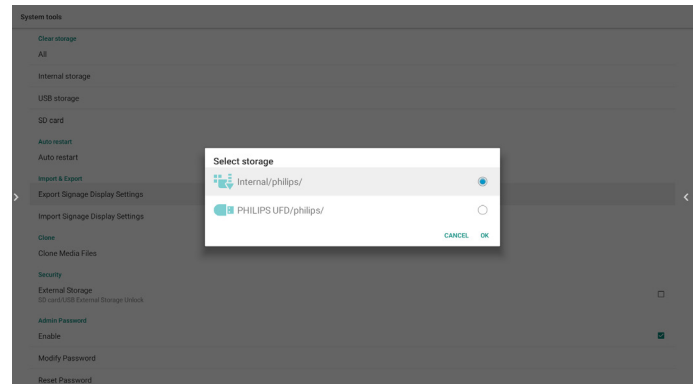 System tools
Clear storage
All
Internal storage
USB storage
SD card
Auto restart
Auto restart
Import & Export
Export Signage Display Settings
Import Signage Display Settings
Clone
Clone Media Files
Security
External Storage
SD card/USB External Storage Unlock
Admin Password
Enable
Modify Password
Reset Password
Select storage
Internal/philips/
PHILIPS UFD/philips/
CANCEL OK